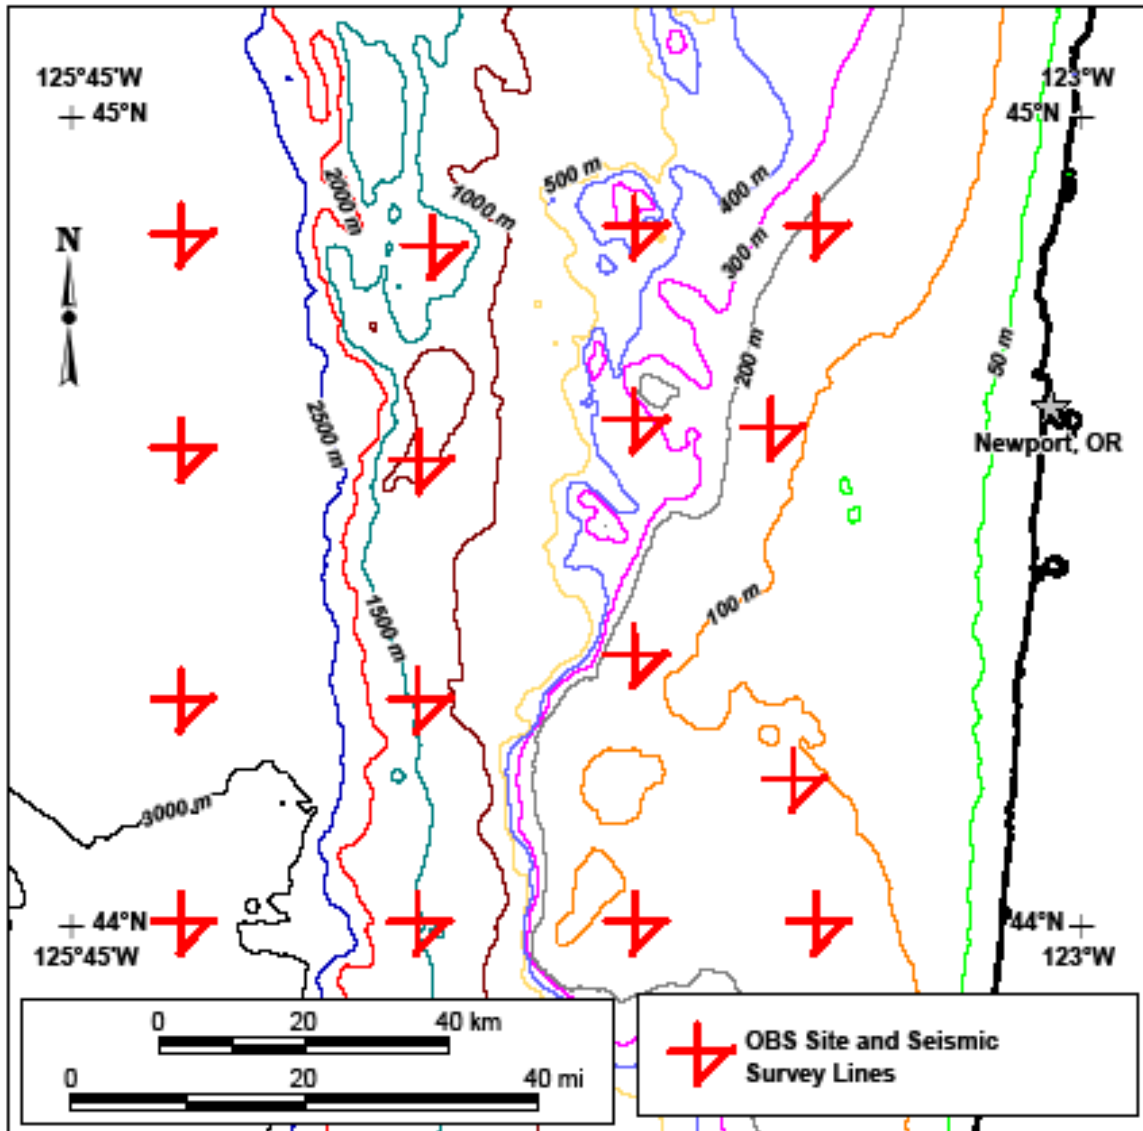 125°45'W
45°N
123°W
45°N
2000 m
1000 m
500 m
400 m
300 m
N
200 m
50 m
2500 m
Newport, OR
1500 m
100 m
3000 m
44°N
125°45'W
44°N
123°W
0 20 40 km
0 20 40 mi
OBS Site and Seismic
Survey Lines